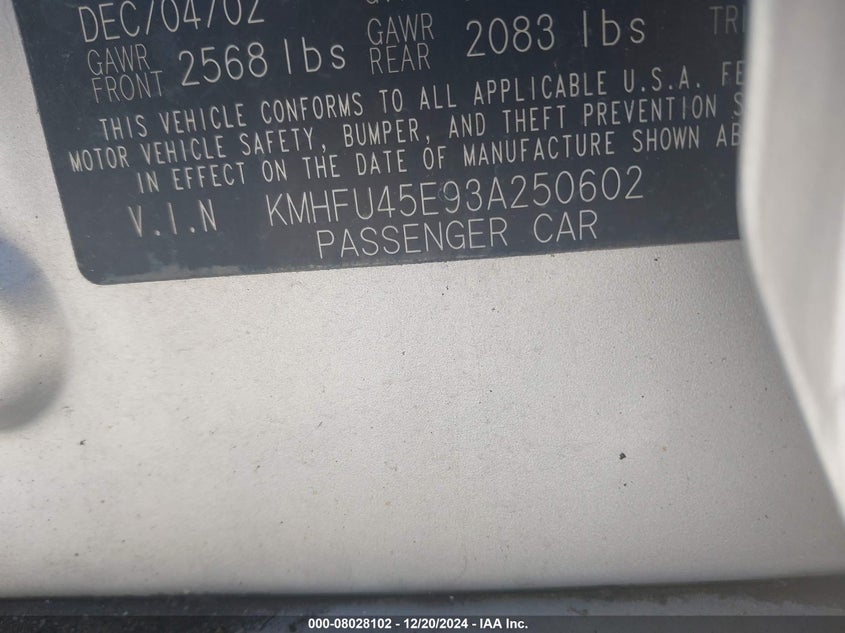 DEC/04/02
GAWR FRONT 2568 lbs GAWR REAR 2083 lbs
THIS VEHICLE CONFORMS TO ALL APPLICABLE U.S.A. FE
MOTOR VEHICLE SAFETY, BUMPER, AND THEFT PREVENTION S
IN EFFECT ON THE DATE OF MANUFACTURE SHOWN AB
V.I.N KMHFU45E93A250602
PASSENGER CAR
000-08028102 - 12/20/2024 - IAA Inc.